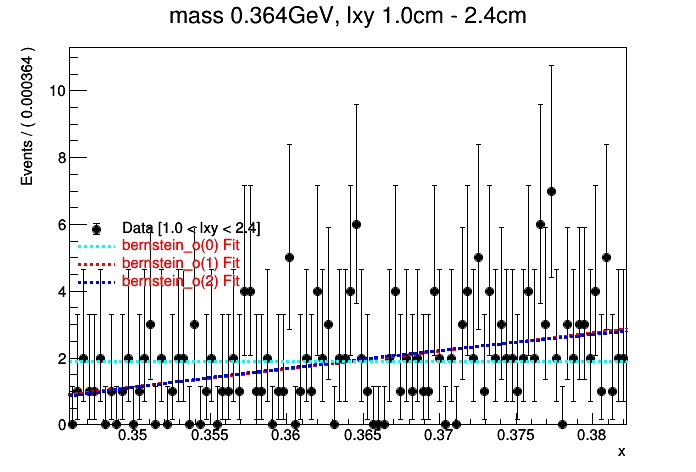 mass 0.364GeV, lxy 1.0cm - 2.4cm
Events / ( 0.000364 )
10
8
6
4
2
0
Data [1.0 < lxy < 2.4]
bernstein_o(0) Fit
bernstein_o(1) Fit
bernstein_o(2) Fit
0.35 0.355 0.36 0.365 0.37 0.375 0.38
x